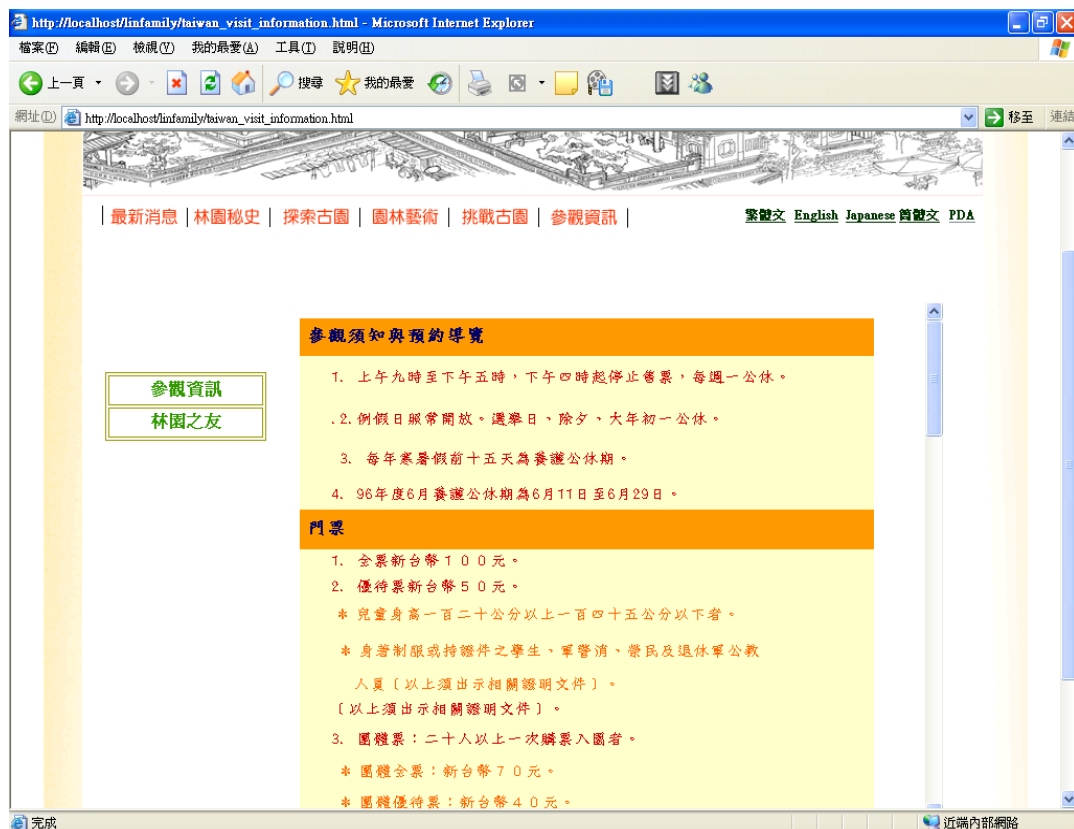 http://localhost/linfamily/taiwan_visit_information.html - Microsoft Internet Explorer
檔案(F) 編輯(E) 檢視(V) 我的最愛(A) 工具(T) 說明(H)
上一頁 搜尋 我的最愛
網址(D) http://localhost/linfamily/taiwan_visit_information.html 移至 連結
|最新消息 |林園秘史 | 探索古園 | 園林藝術 | 挑戰古園 | 參觀資訊 |
繁體文 English Japanese 簡體文 PDA
參觀資訊
林園之友
參觀須知與預約導覽
1. 上午九時至下午五時，下午四時起停止售票，每週一公休。
.2. 例假日照常開放。選舉日、除夕、大年初一公休。
3. 每年寒暑假前十五天為養護公休期。
4. 96年度6月養護公休期為6月11日至6月29日。
門票
1. 全票新台幣１００元。
2. 優待票新台幣５０元。
＊ 兒童身高一百二十公分以上一百四十五公分以下者。
＊ 身著制服或持證件之學生、軍警消、榮民及退休軍公教
人員〔以上須出示相關證明文件〕。
〔以上須出示相關證明文件〕。
3. 團體票：二十人以上一次購票入園者。
＊ 團體全票：新台幣７０元。
＊ 團體優待票：新台幣４０元。
完成 近端內部網路